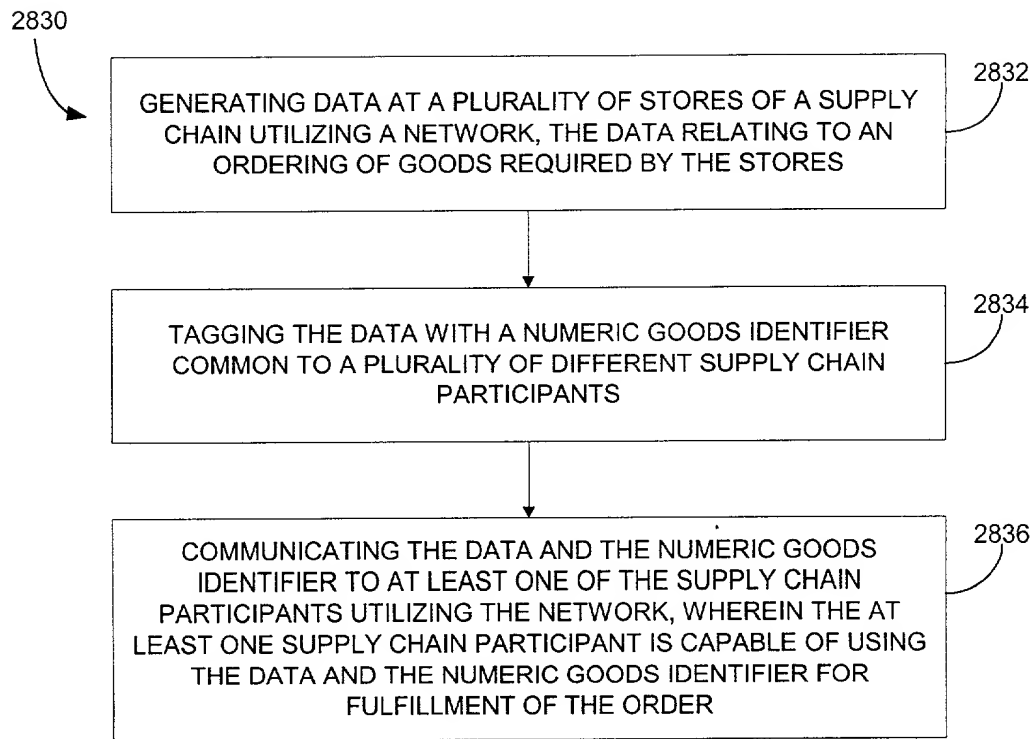 2830
2832
GENERATING DATA AT A PLURALITY OF STORES OF A SUPPLY
CHAIN UTILIZING A NETWORK, THE DATA RELATING TO AN
ORDERING OF GOODS REQUIRED BY THE STORES
2834
TAGGING THE DATA WITH A NUMERIC GOODS IDENTIFIER
COMMON TO A PLURALITY OF DIFFERENT SUPPLY CHAIN
PARTICIPANTS
2836
COMMUNICATING THE DATA AND THE NUMERIC GOODS
IDENTIFIER TO AT LEAST ONE OF THE SUPPLY CHAIN
PARTICIPANTS UTILIZING THE NETWORK, WHEREIN THE AT
LEAST ONE SUPPLY CHAIN PARTICIPANT IS CAPABLE OF USING
THE DATA AND THE NUMERIC GOODS IDENTIFIER FOR
FULFILLMENT OF THE ORDER